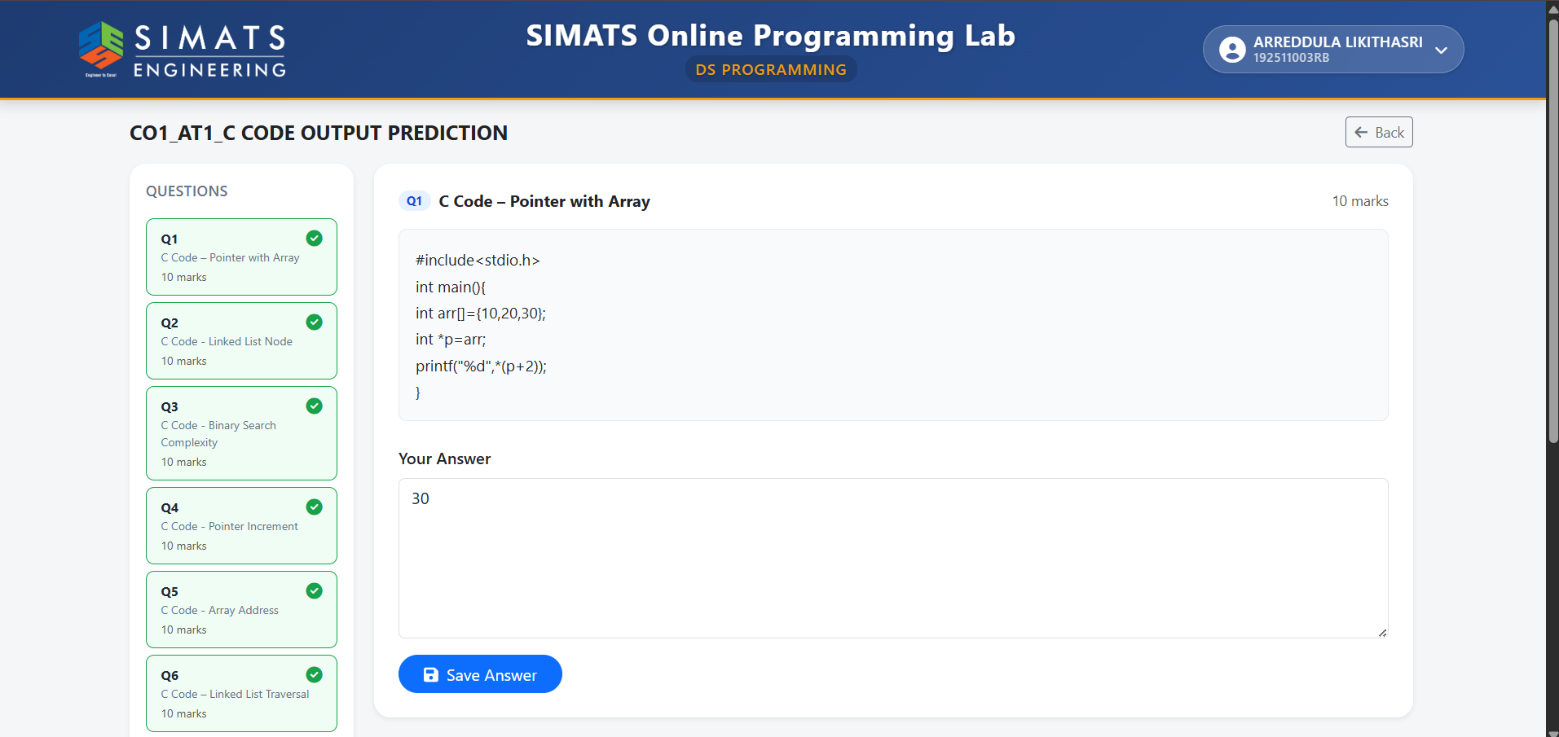 SIMATS
ENGINEERING
Engineer to Excel
SIMATS Online Programming Lab
DS PROGRAMMING
ARREDDULA LIKITHASRI
192511003RB
CO1_AT1_C CODE OUTPUT PREDICTION
Back
QUESTIONS
Q1
C Code – Pointer with Array
10 marks
Q2
C Code - Linked List Node
10 marks
Q3
C Code - Binary Search
Complexity
10 marks
Q4
C Code - Pointer Increment
10 marks
Q5
C Code - Array Address
10 marks
Q6
C Code – Linked List Traversal
10 marks
Q1 C Code – Pointer with Array 10 marks
#include<stdio.h>
int main(){
int arr[]={10,20,30};
int *p=arr;
printf("%d",*(p+2));
}
Your Answer
30
Save Answer